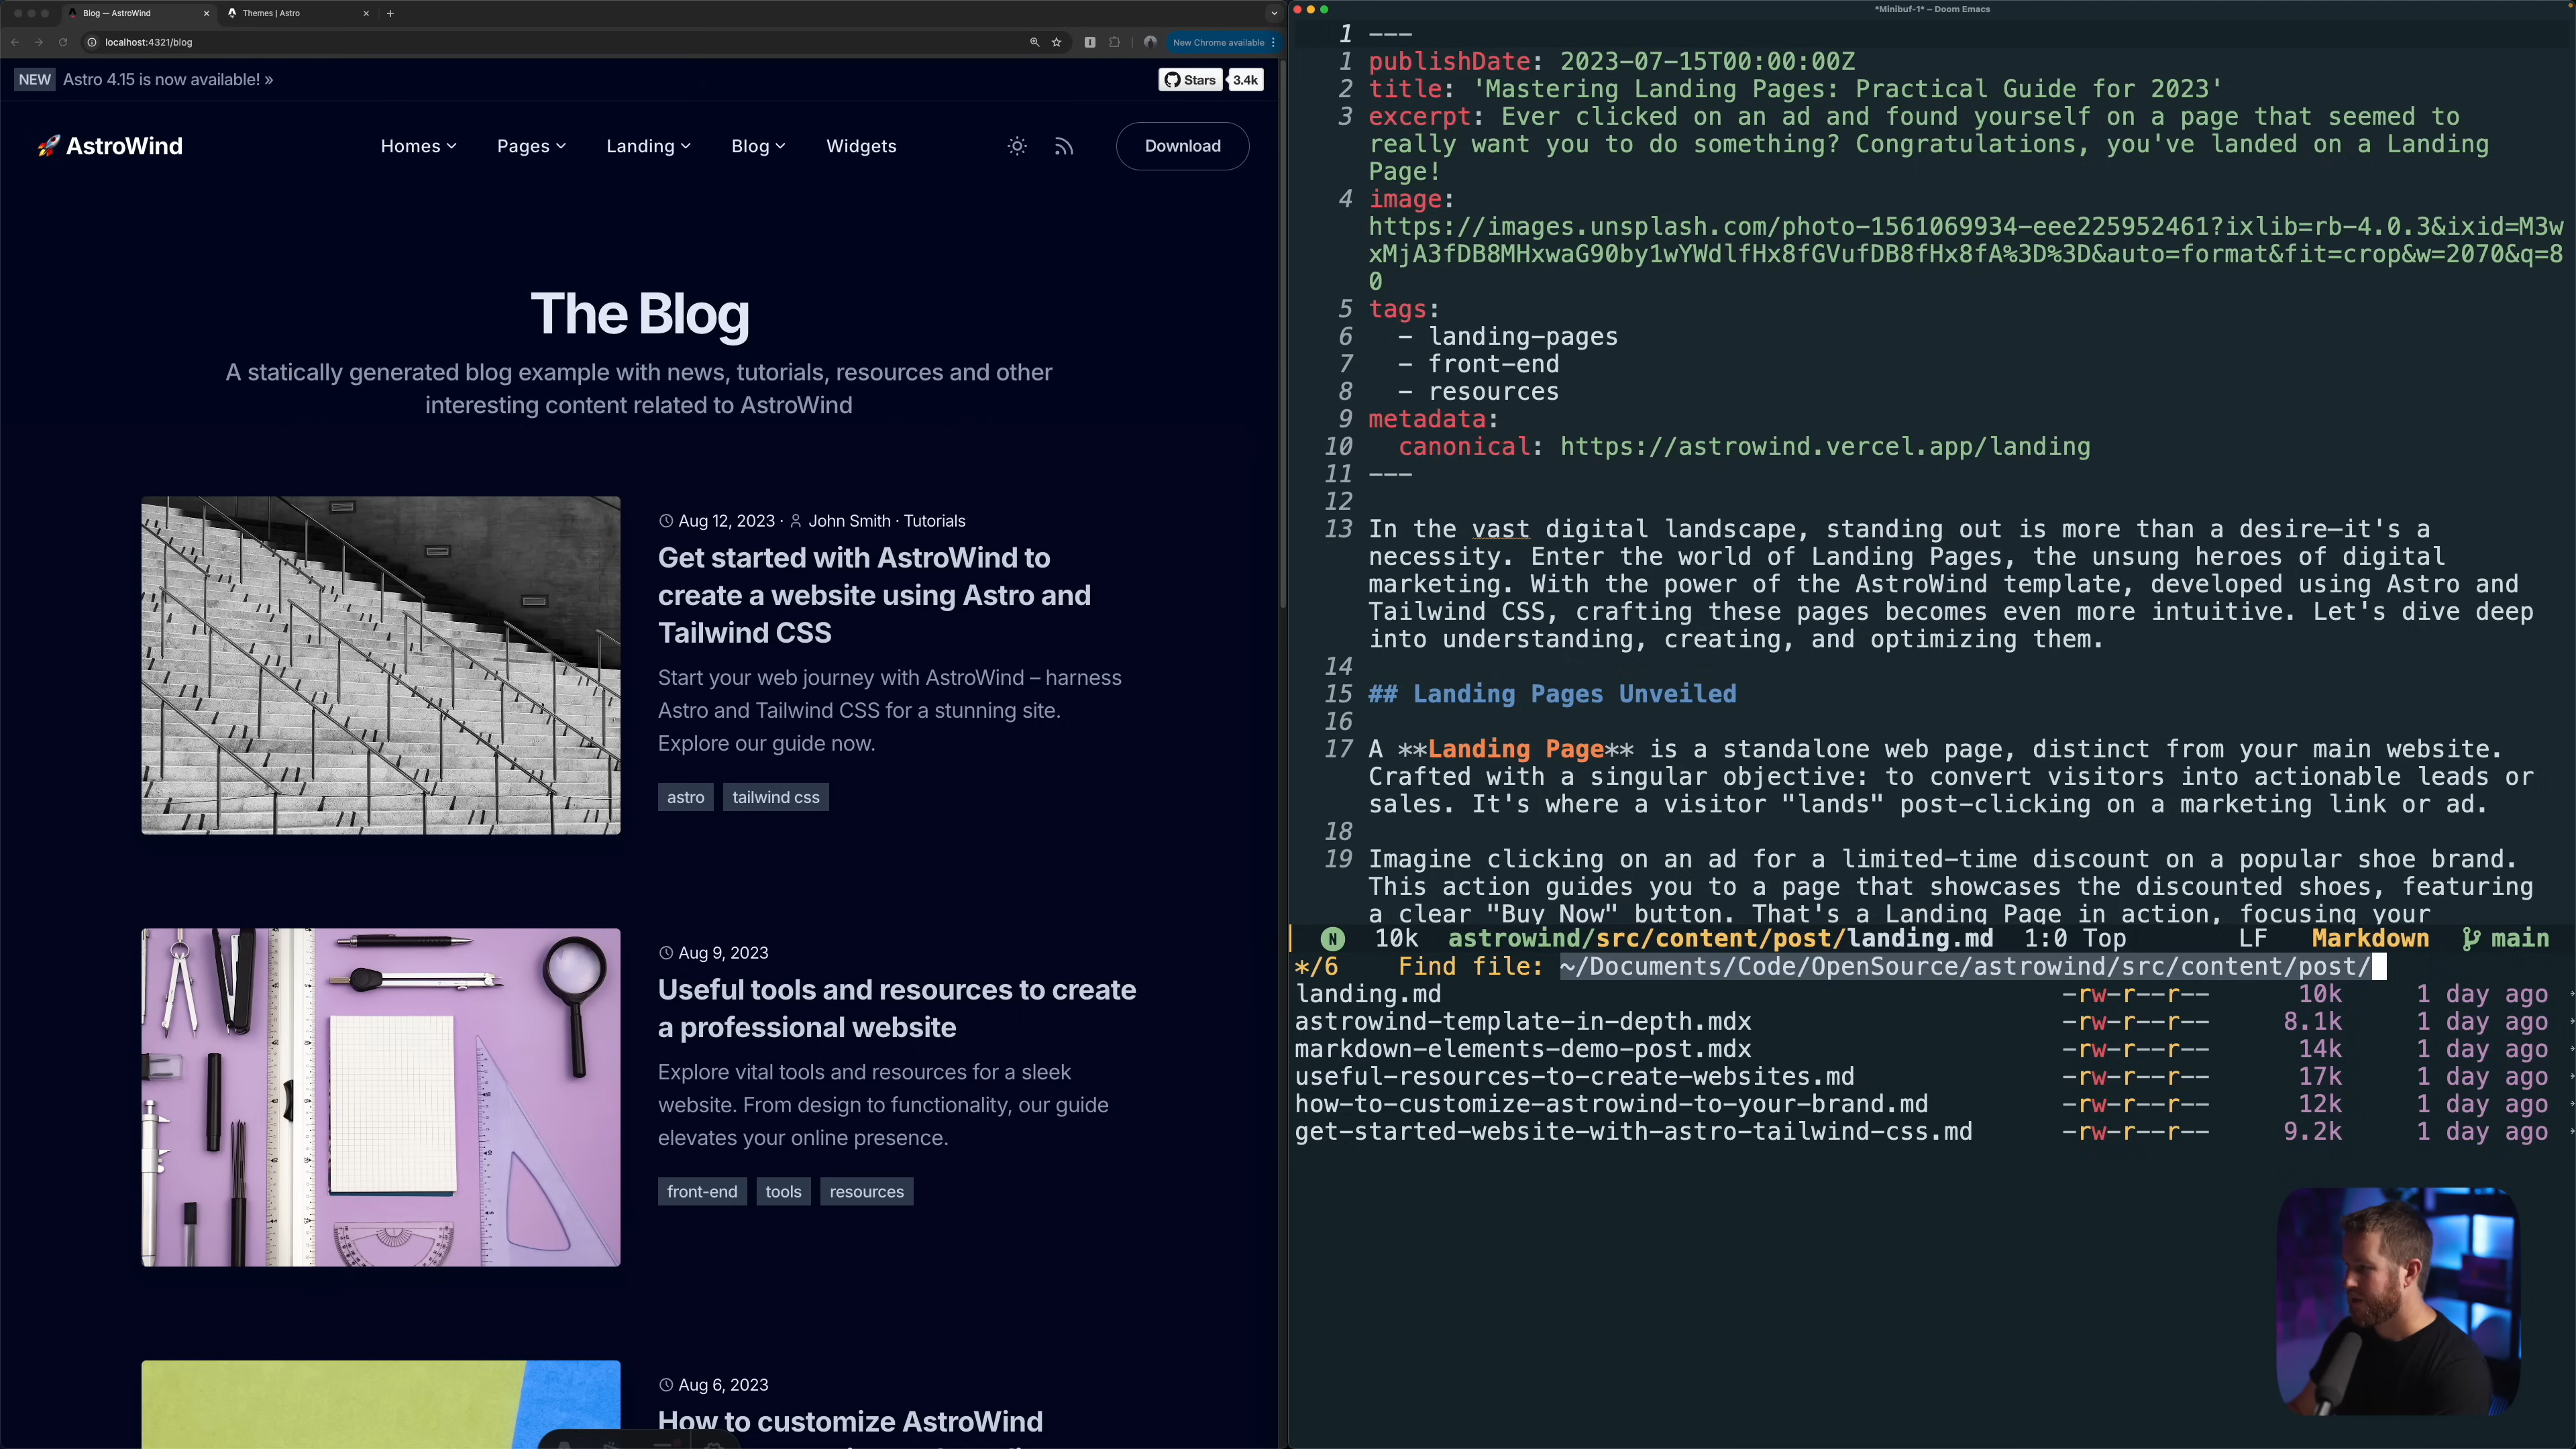 Blog — AstroWind
Themes | Astro
localhost:4321/blog
New Chrome available
NEW Astro 4.15 is now available! »
Stars 3.4k
AstroWind
Homes
Pages
Landing
Blog
Widgets
Download
The Blog
A statically generated blog example with news, tutorials, resources and other
interesting content related to AstroWind
Aug 12, 2023 · John Smith · Tutorials
Get started with AstroWind to
create a website using Astro and
Tailwind CSS
Start your web journey with AstroWind – harness
Astro and Tailwind CSS for a stunning site.
Explore our guide now.
astro tailwind css
Aug 9, 2023
Useful tools and resources to create
a professional website
Explore vital tools and resources for a sleek
website. From design to functionality, our guide
elevates your online presence.
front-end tools resources
Aug 6, 2023
How to customize AstroWind
*Minibuf-1* – Doom Emacs
1 ---
1 publishDate: 2023-07-15T00:00:00Z
2 title: 'Mastering Landing Pages: Practical Guide for 2023'
3 excerpt: Ever clicked on an ad and found yourself on a page that seemed to
really want you to do something? Congratulations, you've landed on a Landing
Page!
4 image:
https://images.unsplash.com/photo-1561069934-eee225952461?ixlib=rb-4.0.3&ixid=M3w
xMjA3fDB8MHxwaG90by1wYWdlfHx8fGVufDB8fHx8fA%3D%3D&auto=format&fit=crop&w=2070&q=8
0
5 tags:
6 - landing-pages
7 - front-end
8 - resources
9 metadata:
10 canonical: https://astrowind.vercel.app/landing
11 ---
12
13 In the vast digital landscape, standing out is more than a desire—it's a
necessity. Enter the world of Landing Pages, the unsung heroes of digital
marketing. With the power of the AstroWind template, developed using Astro and
Tailwind CSS, crafting these pages becomes even more intuitive. Let's dive deep
into understanding, creating, and optimizing them.
14
15 ## Landing Pages Unveiled
16
17 A **Landing Page** is a standalone web page, distinct from your main website.
Crafted with a singular objective: to convert visitors into actionable leads or
sales. It's where a visitor "lands" post-clicking on a marketing link or ad.
18
19 Imagine clicking on an ad for a limited-time discount on a popular shoe brand.
This action guides you to a page that showcases the discounted shoes, featuring
a clear "Buy Now" button. That's a Landing Page in action, focusing your
N 10k astrowind/src/content/post/landing.md 1:0 Top LF Markdown main
*/6 Find file: ~/Documents/Code/OpenSource/astrowind/src/content/post/
landing.md -rw-r--r-- 10k 1 day ago
astrowind-template-in-depth.mdx -rw-r--r-- 8.1k 1 day ago
markdown-elements-demo-post.mdx -rw-r--r-- 14k 1 day ago
useful-resources-to-create-websites.md -rw-r--r-- 17k 1 day ago
how-to-customize-astrowind-to-your-brand.md -rw-r--r-- 12k 1 day ago
get-started-website-with-astro-tailwind-css.md -rw-r--r-- 9.2k 1 day ago